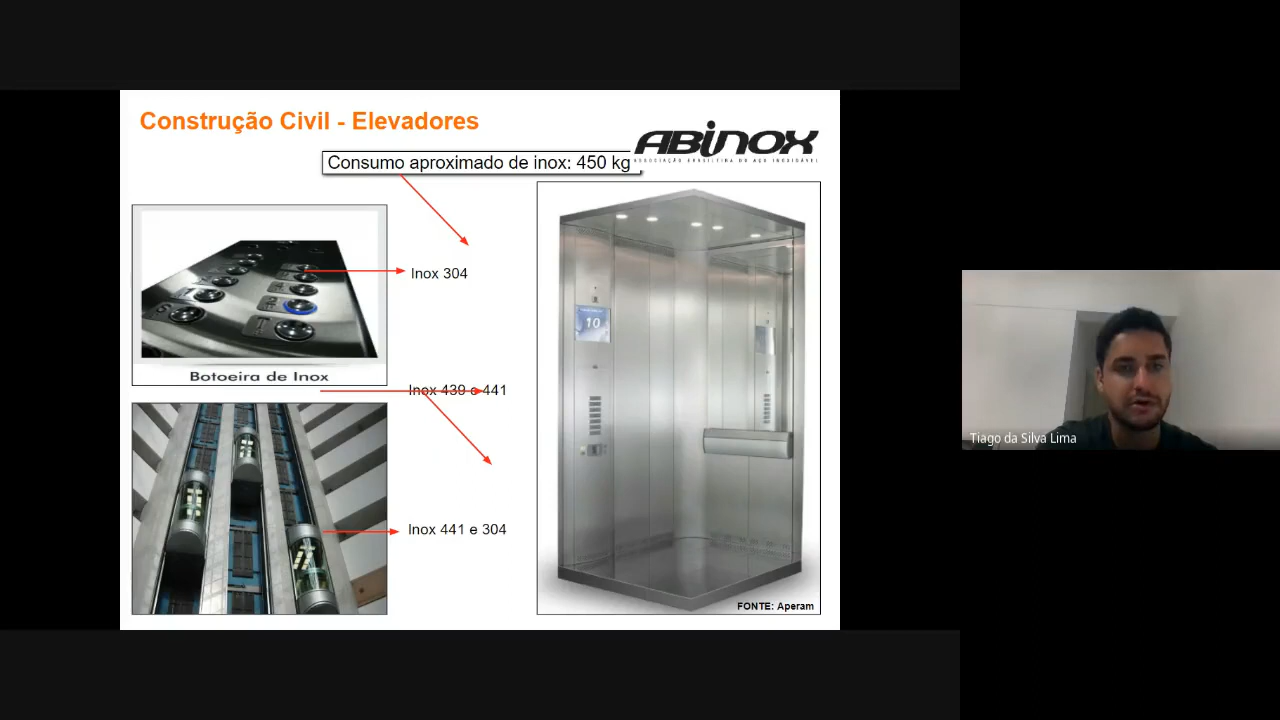 Construção Civil - Elevadores
ABINOX
ASSOCIAÇÃO BRASILEIRA DO AÇO INOXIDÁVEL
Consumo aproximado de inox: 450 kg
Inox 304
Botoeira de Inox
Inox 439 e 441
Inox 441 e 304
10
FONTE: Aperam
Tiago da Silva Lima